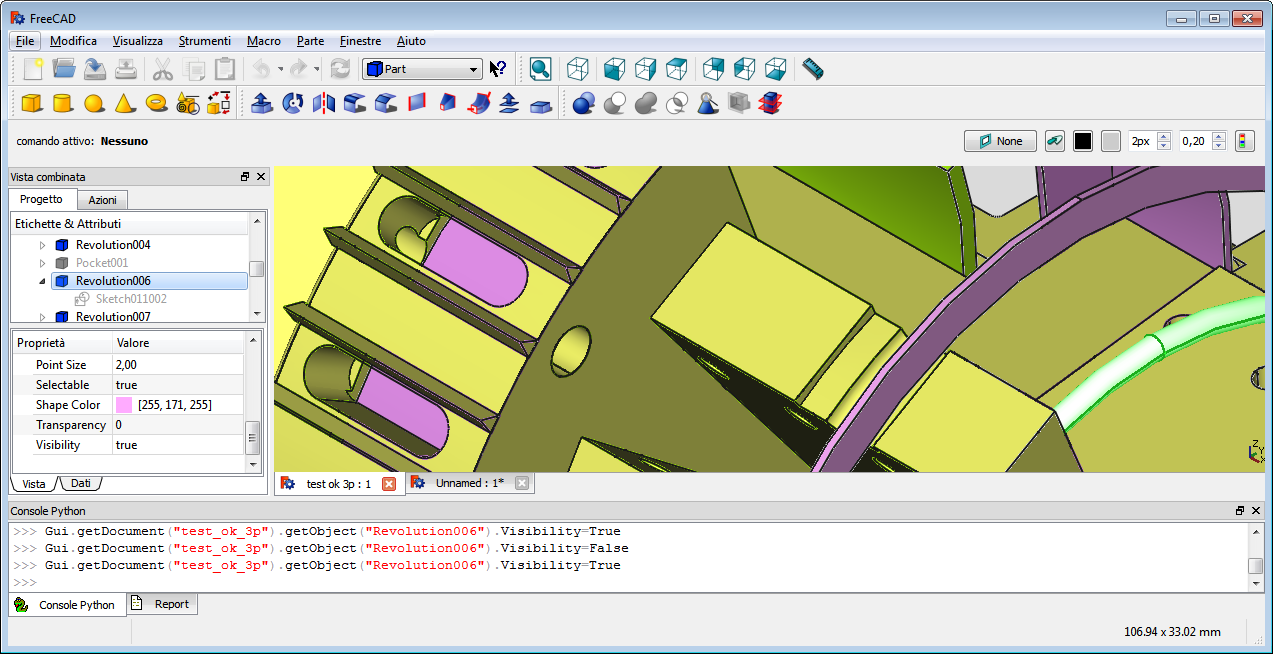 FreeCAD
File Modifica Visualizza Strumenti Macro Parte Finestre Aiuto
Part
comando attivo: Nessuno
None 2px 0,20
Vista combinata
Progetto Azioni
Etichette & Attributi
Revolution004
Pocket001
Revolution006
Sketch011002
Revolution007
Proprietà Valore
Point Size 2,00
Selectable true
Shape Color [255, 171, 255]
Transparency 0
Visibility true
Vista Dati
Z
Y
X
test ok 3p : 1 Unnamed : 1*
Console Python
>>> Gui.getDocument("test_ok_3p").getObject("Revolution006").Visibility=True
>>> Gui.getDocument("test_ok_3p").getObject("Revolution006").Visibility=False
>>> Gui.getDocument("test_ok_3p").getObject("Revolution006").Visibility=True
>>>
Console Python Report
106.94 x 33.02 mm